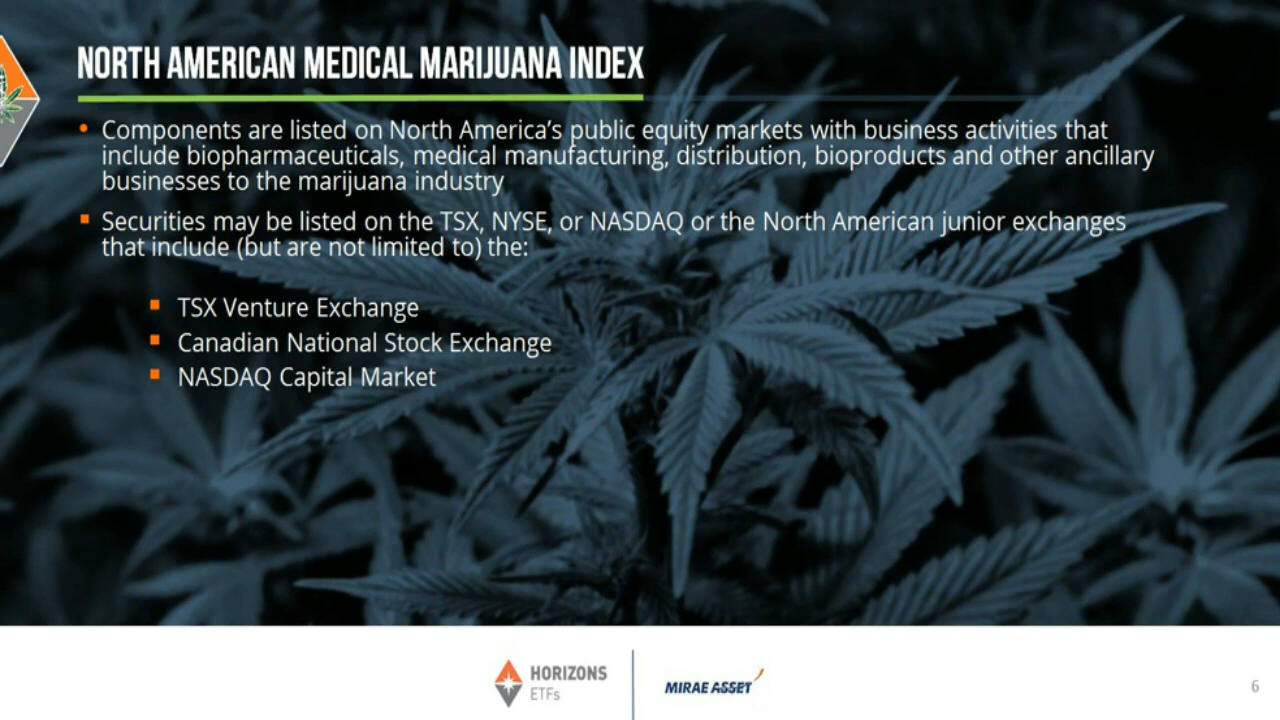 NORTH AMERICAN MEDICAL MARIJUANA INDEX
• Components are listed on North America’s public equity markets with business activities that
include biopharmaceuticals, medical manufacturing, distribution, bioproducts and other ancillary
businesses to the marijuana industry
▪ Securities may be listed on the TSX, NYSE, or NASDAQ or the North American junior exchanges
that include (but are not limited to) the:
▪ TSX Venture Exchange
▪ Canadian National Stock Exchange
▪ NASDAQ Capital Market
HORIZONS
ETFs
MIRAE ASSET
6